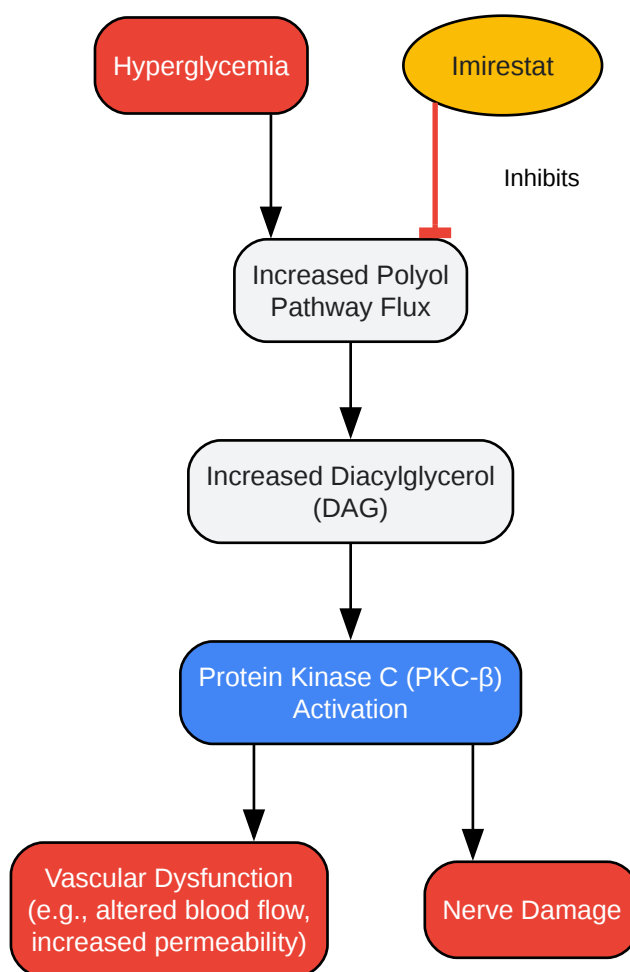 Hyperglycemia
Imirestat
Inhibits
Increased Polyol
Pathway Flux
Increased Diacylglycerol
(DAG)
Protein Kinase C (PKC-β)
Activation
Vascular Dysfunction
(e.g., altered blood flow,
increased permeability)
Nerve Damage